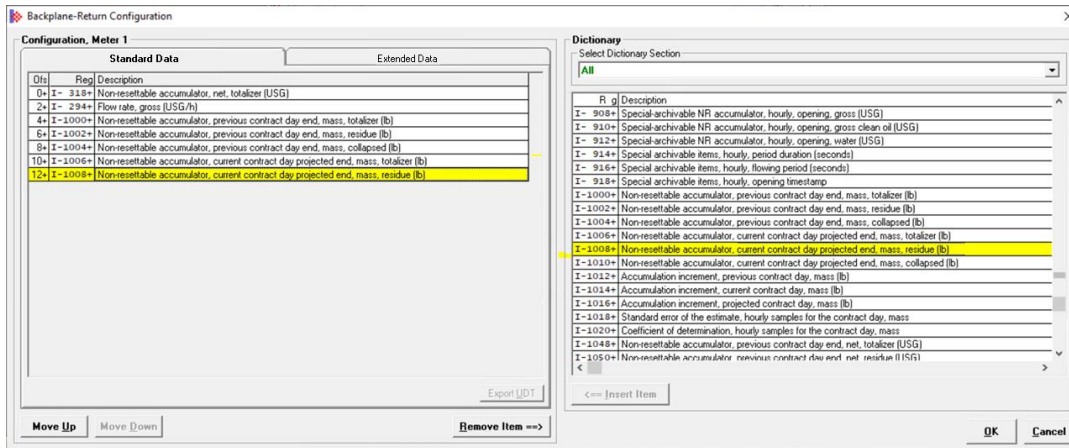 Backplane-Return Configuration
Configuration, Meter 1
Standard Data
Extended Data
Ofs Reg Description
0+ I- 318+ Non-resettable accumulator, net, totalizer (USG)
2+ I- 294+ Flow rate, gross (USG/h)
4+ I-1000+ Non-resettable accumulator, previous contract day end, mass, totalizer (lb)
6+ I-1002+ Non-resettable accumulator, previous contract day end, mass, residue (lb)
8+ I-1004+ Non-resettable accumulator, previous contract day end, mass, collapsed (lb)
10+ I-1006+ Non-resettable accumulator, current contract day projected end, mass, totalizer (lb)
12+ I-1008+ Non-resettable accumulator, current contract day projected end, mass, residue (lb)
Export UDT
Move Up
Move Down
Remove Item ==>
Dictionary
Select Dictionary Section
All
R g Description
I- 908+ Special-archivable NR accumulator, hourly, opening, gross (USG)
I- 910+ Special-archivable NR accumulator, hourly, opening, gross clean oil (USG)
I- 912+ Special-archivable NR accumulator, hourly, opening, water (USG)
I- 914+ Special archivable items, hourly, period duration (seconds)
I- 916+ Special archivable items, hourly, flowing period (seconds)
I- 918+ Special archivable items, hourly, opening timestamp
I-1000+ Non-resettable accumulator, previous contract day end, mass, totalizer (lb)
I-1002+ Non-resettable accumulator, previous contract day end, mass, residue (lb)
I-1004+ Non-resettable accumulator, previous contract day end, mass, collapsed (lb)
I-1006+ Non-resettable accumulator, current contract day projected end, mass, totalizer (lb)
I-1008+ Non-resettable accumulator, current contract day projected end, mass, residue (lb)
I-1010+ Non-resettable accumulator, current contract day projected end, mass, collapsed (lb)
I-1012+ Accumulation increment, previous contract day, mass (lb)
I-1014+ Accumulation increment, current contract day, mass (lb)
I-1016+ Accumulation increment, projected contract day, mass (lb)
I-1018+ Standard error of the estimate, hourly samples for the contract day, mass
I-1020+ Coefficient of determination, hourly samples for the contract day, mass
I-1048+ Non-resettable accumulator, previous contract day end, net, totalizer (USG)
I-1050+ Non-resettable accumulator, previous contract day end, net, residue (USG)
<== Insert Item
OK
Cancel